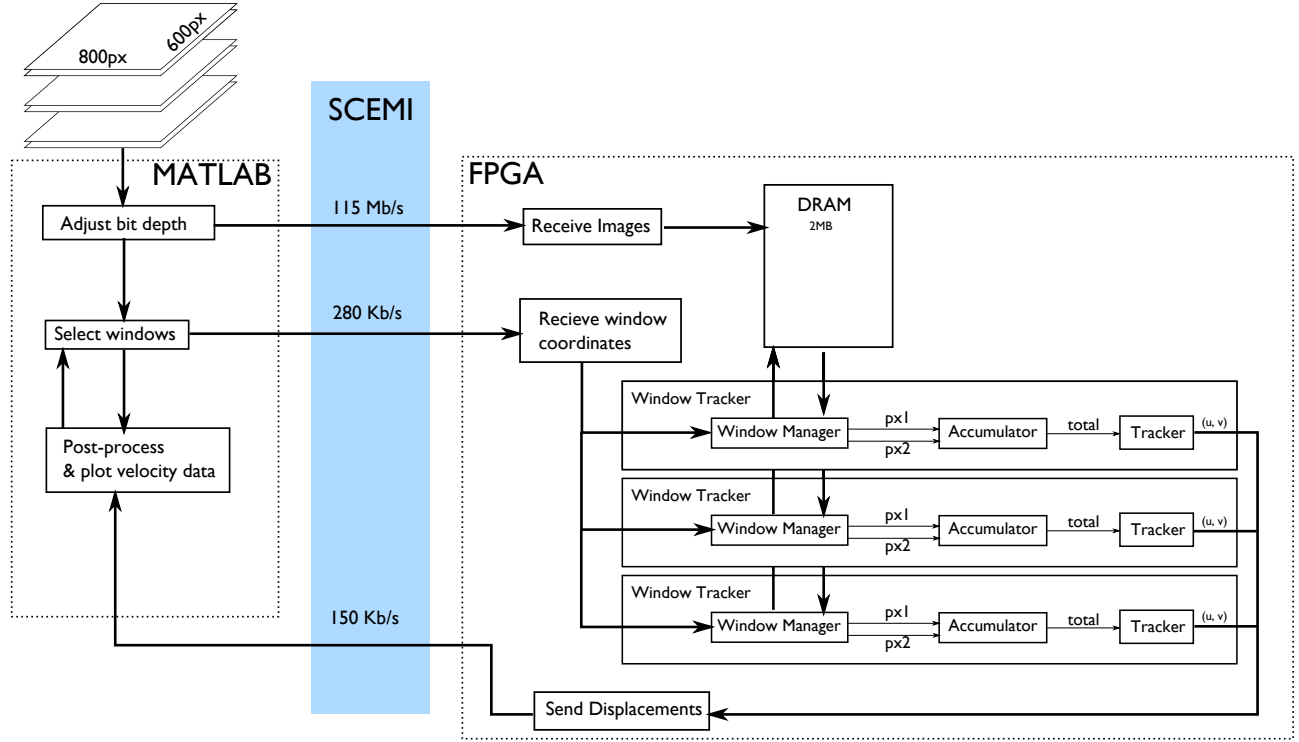 800px
600px
SCEMI
MATLAB
FPGA
Adjust bit depth
115 Mb/s
Receive Images
DRAM
2MB
Select windows
280 Kb/s
Recieve window
coordinates
Post-process
& plot velocity data
Window Tracker
Window Manager
px1
px2
Accumulator
total
Tracker
(u, v)
Window Tracker
Window Manager
px1
px2
Accumulator
total
Tracker
(u, v)
Window Tracker
Window Manager
px1
px2
Accumulator
total
Tracker
(u, v)
150 Kb/s
Send Displacements